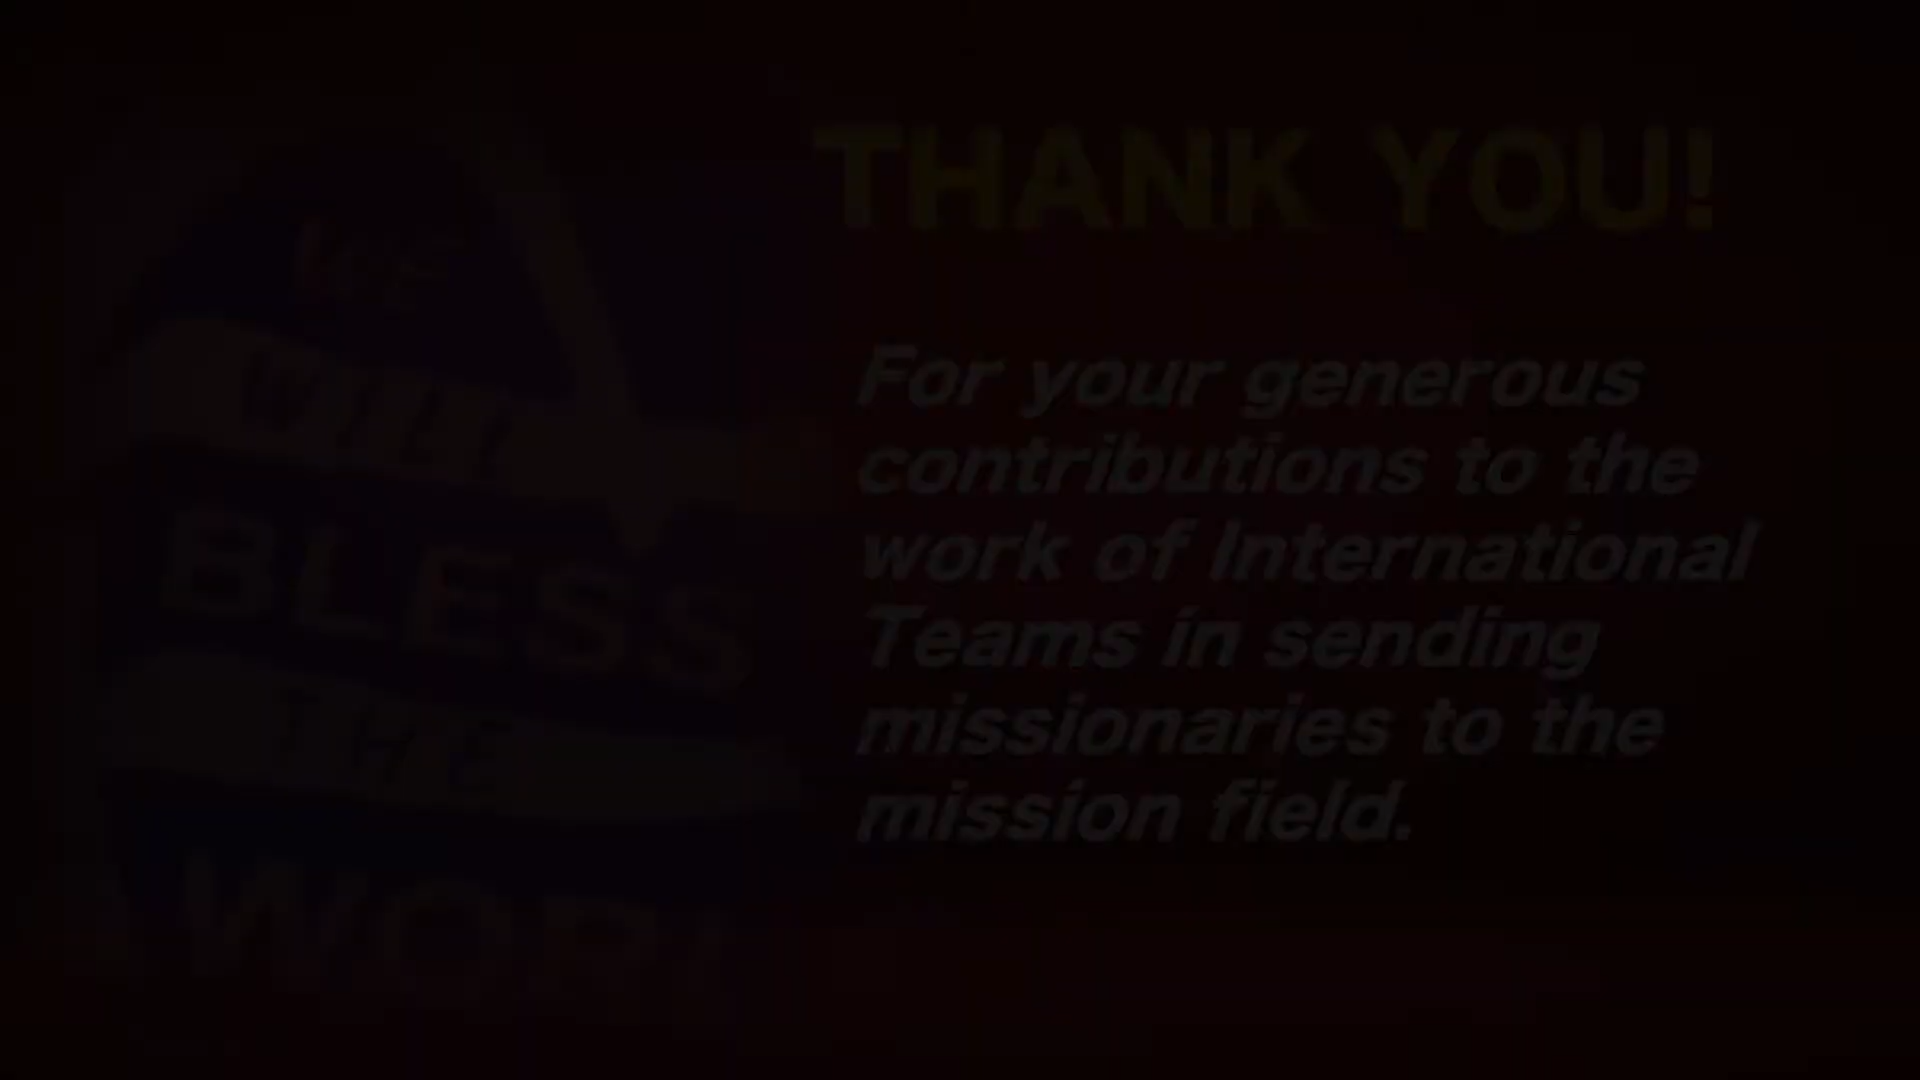 THANK YOU!
For your generous
contributions to the
work of International
Teams in sending
missionaries to the
mission field.
BLESS
THE